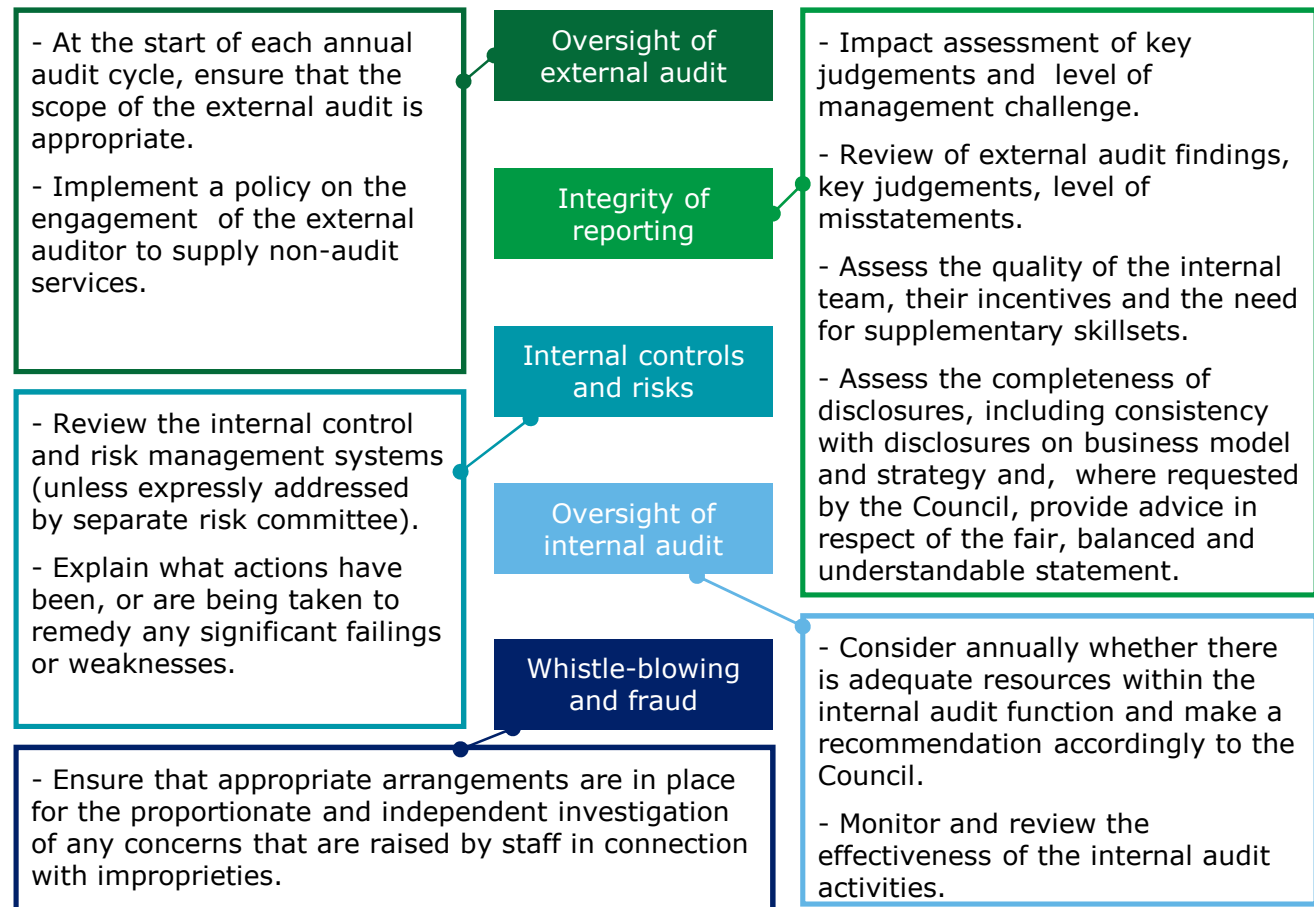 - At the start of each annual
audit cycle, ensure that the
scope of the external audit is
appropriate.
- Implement a policy on the
engagement of the external
auditor to supply non-audit
services.
Oversight of
external audit
Integrity of
reporting
- Impact assessment of key
judgements and level of
management challenge.
- Review of external audit findings,
key judgements, level of
misstatements.
- Assess the quality of the internal
team, their incentives and the need
for supplementary skillsets.
- Assess the completeness of
disclosures, including consistency
with disclosures on business model
and strategy and, where requested
by the Council, provide advice in
respect of the fair, balanced and
understandable statement.
Internal controls
and risks
- Review the internal control
and risk management systems
(unless expressly addressed
by separate risk committee).
- Explain what actions have
been, or are being taken to
remedy any significant failings
or weaknesses.
Oversight of
internal audit
- Consider annually whether there
is adequate resources within the
internal audit function and make a
recommendation accordingly to the
Council.
- Monitor and review the
effectiveness of the internal audit
activities.
Whistle-blowing
and fraud
- Ensure that appropriate arrangements are in place
for the proportionate and independent investigation
of any concerns that are raised by staff in connection
with improprieties.